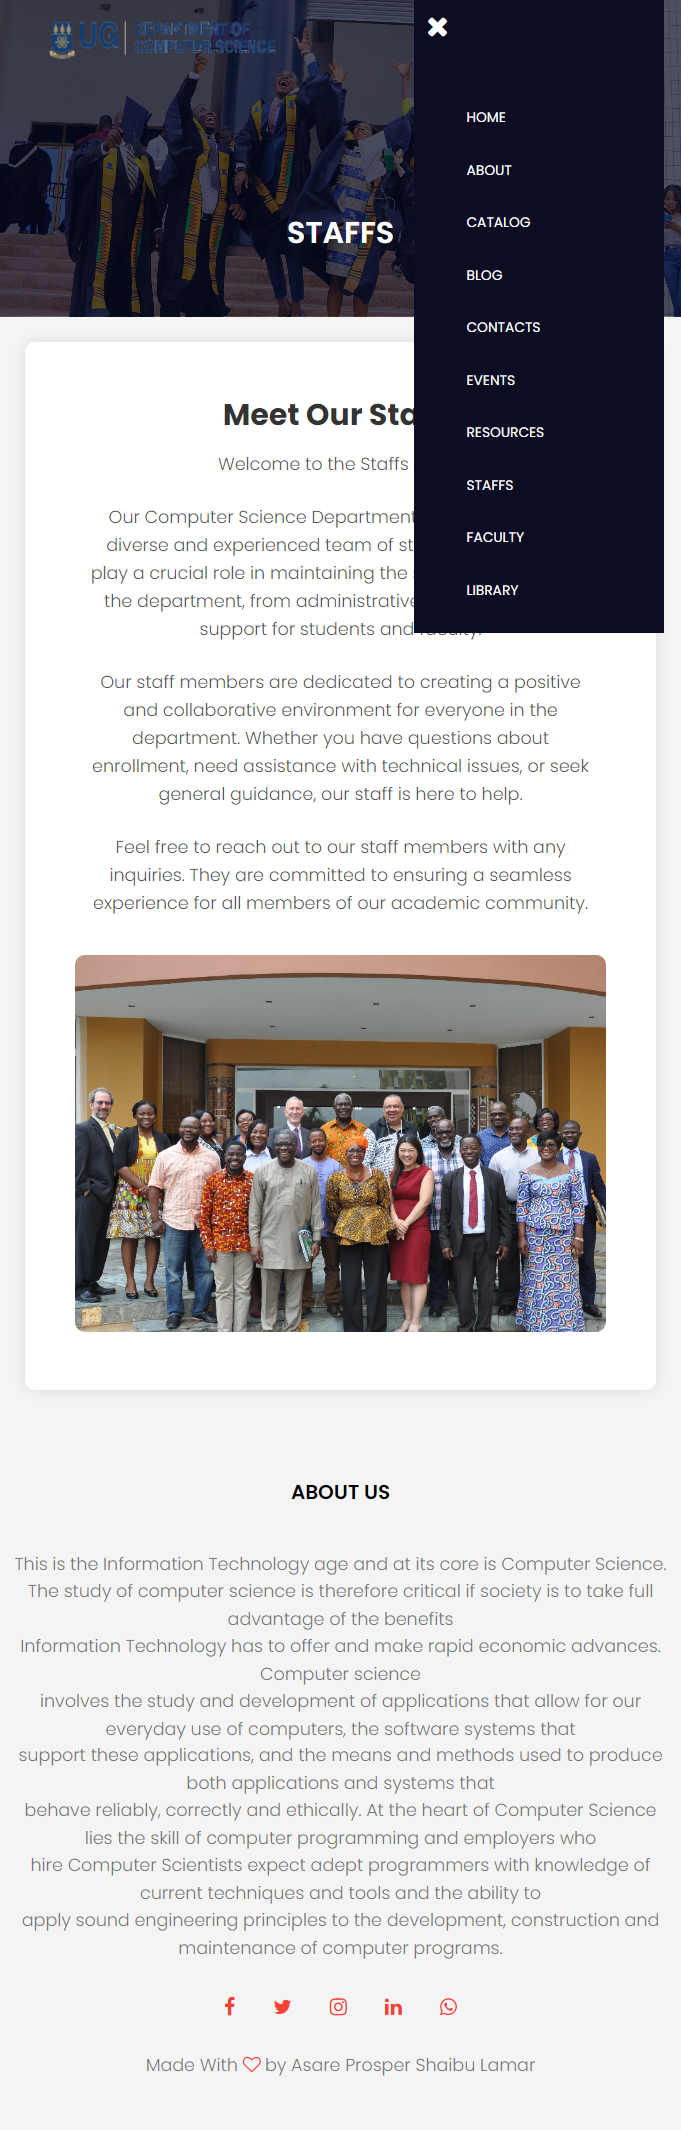 UG DEPARTMENT OF
COMPUTER SCIENCE
HOME
ABOUT
CATALOG
BLOG
CONTACTS
EVENTS
RESOURCES
STAFFS
FACULTY
LIBRARY
STAFFS
Meet Our Sta
Welcome to the Staffs
Our Computer Science Department
diverse and experienced team of st
play a crucial role in maintaining the
the department, from administrative
support for students and faculty.
Our staff members are dedicated to creating a positive
and collaborative environment for everyone in the
department. Whether you have questions about
enrollment, need assistance with technical issues, or seek
general guidance, our staff is here to help.
Feel free to reach out to our staff members with any
inquiries. They are committed to ensuring a seamless
experience for all members of our academic community.
ABOUT US
This is the Information Technology age and at its core is Computer Science.
The study of computer science is therefore critical if society is to take full
advantage of the benefits
Information Technology has to offer and make rapid economic advances.
Computer science
involves the study and development of applications that allow for our
everyday use of computers, the software systems that
support these applications, and the means and methods used to produce
both applications and systems that
behave reliably, correctly and ethically. At the heart of Computer Science
lies the skill of computer programming and employers who
hire Computer Scientists expect adept programmers with knowledge of
current techniques and tools and the ability to
apply sound engineering principles to the development, construction and
maintenance of computer programs.
Made With ♡ by Asare Prosper Shaibu Lamar